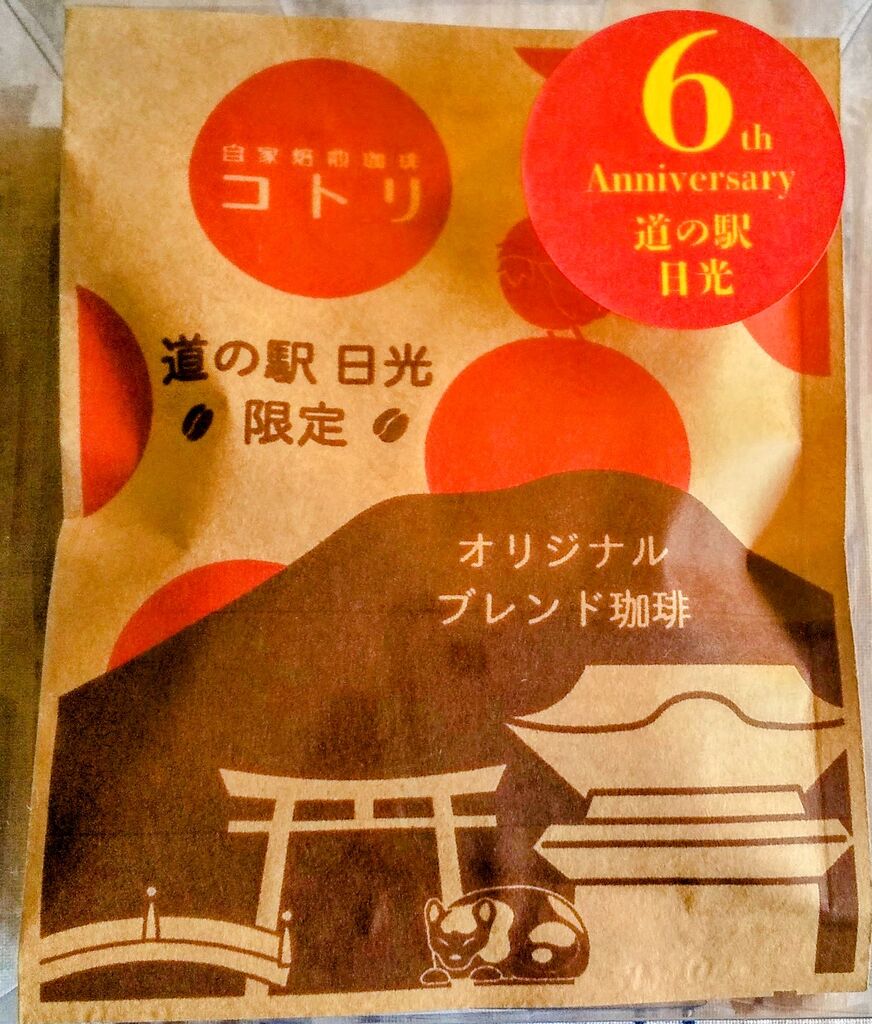 自家焙煎珈琲
コトリ
6th
Anniversary
道の駅
日光
道の駅 日光
限定
オリジナル
ブレンド珈琲